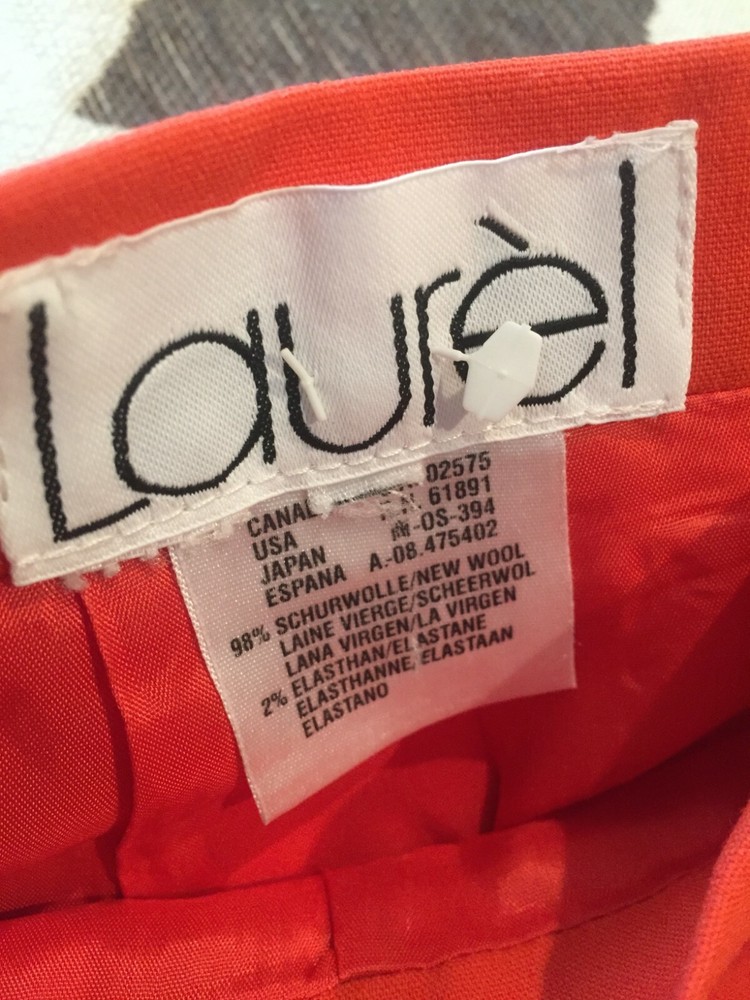 Laurèl
02575
USA 61891
JAPAN -OS-394
ESPANA A.-08.475402
98% SCHURWOLLE/NEW WOOL
LAINE VIERGE/SCHEERWOL
LANA VIRGEN/LA VIRGEN
2% ELASTHAN/ELASTANE
ELASTHANNE/ELASTAAN
ELASTANO